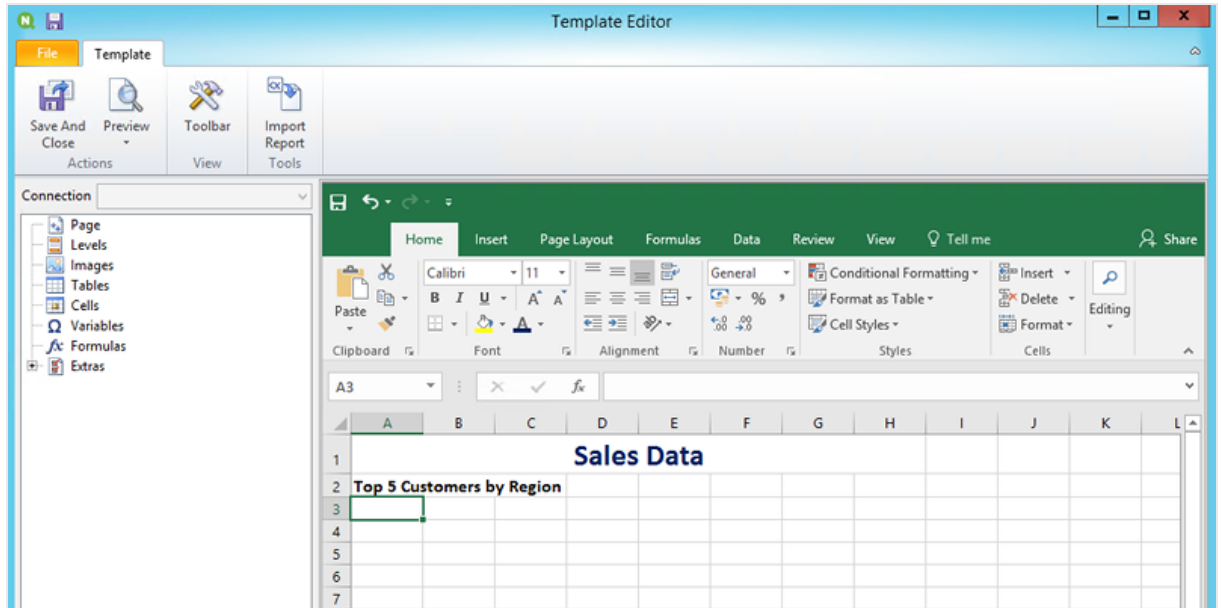 Template Editor
File Template
Save And Close Preview Toolbar Import Report
Actions View Tools
Connection
Page
Levels
Images
Tables
Cells
Ω Variables
fx Formulas
Extras
Home Insert Page Layout Formulas Data Review View Tell me Share
Paste
Calibri 11
B I U A A
A
Clipboard Font Alignment Number Styles Cells
General
% ,
Conditional Formatting
Format as Table
Cell Styles
Insert
Delete
Format
Editing
A3 fx
A B C D E F G H I J K L
1 Sales Data
2 Top 5 Customers by Region
3
4
5
6
7